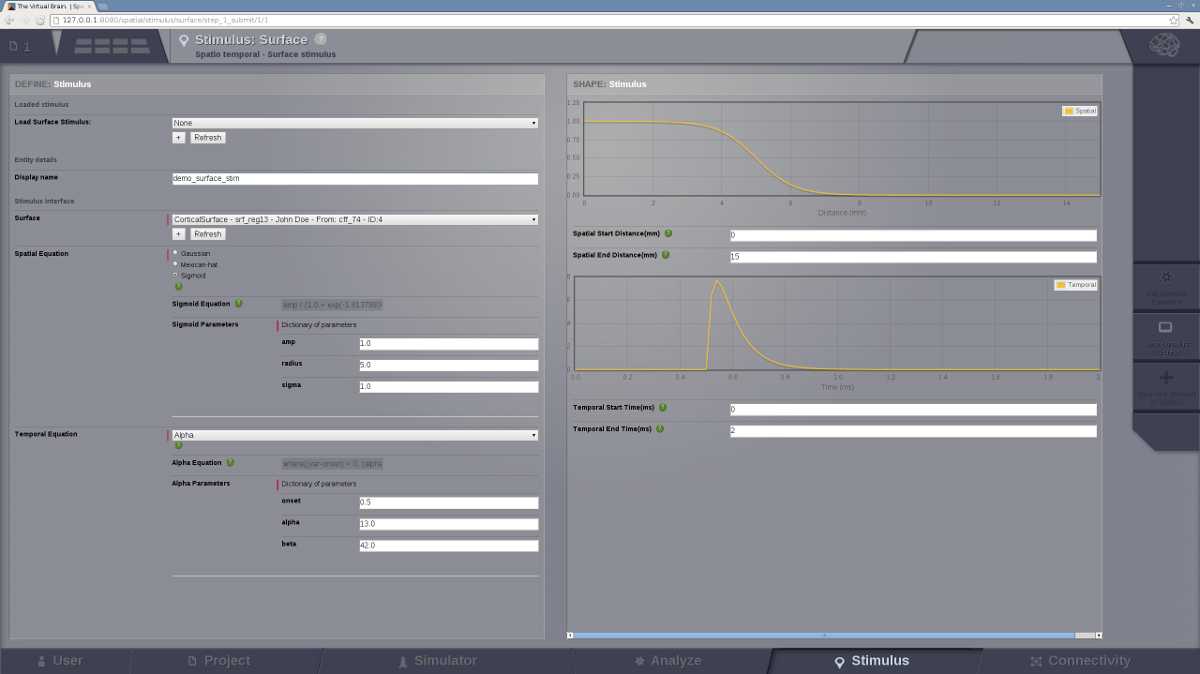 The Virtual Brain. | Sp
127.0.0.1:8080/spatial/stimulus/surface/step_1_submit/1/1
1
Stimulus: Surface ?
Spatio temporal - Surface stimulus
DEFINE: Stimulus
Loaded stimulus
Load Surface Stimulus:
None
+ Refresh
Entity details
Display name
demo_surface_stim
Stimulus interface
Surface
CorticalSurface - srf_reg13 - John Doe - From: cff_74 - ID:4
+ Refresh
Spatial Equation
Gaussian
Mexican-hat
Sigmoid
?
Sigmoid Equation ?
amp / (1.0 + exp(-1.8137993
Sigmoid Parameters
Dictionary of parameters
amp
1.0
radius
5.0
sigma
1.0
Temporal Equation
Alpha
?
Alpha Equation ?
where((var-onset) > 0, (alpha
Alpha Parameters
Dictionary of parameters
onset
0.5
alpha
13.0
beta
42.0
SHAPE: Stimulus
1.25
1.00
0.75
0.50
0.25
0.00
Spatial
0 2 4 6 8 10 12 14
Distance (mm)
Spatial Start Distance(mm) ?
0
Spatial End Distance(mm) ?
15
8
6
4
2
0
Temporal
0.0 0.2 0.4 0.6 0.8 1.0 1.2 1.4 1.6 1.8 2
Time (ms)
Temporal Start Time(ms) ?
0
Temporal End Time(ms) ?
2
User
Project
Simulator
Analyze
Stimulus
Connectivity